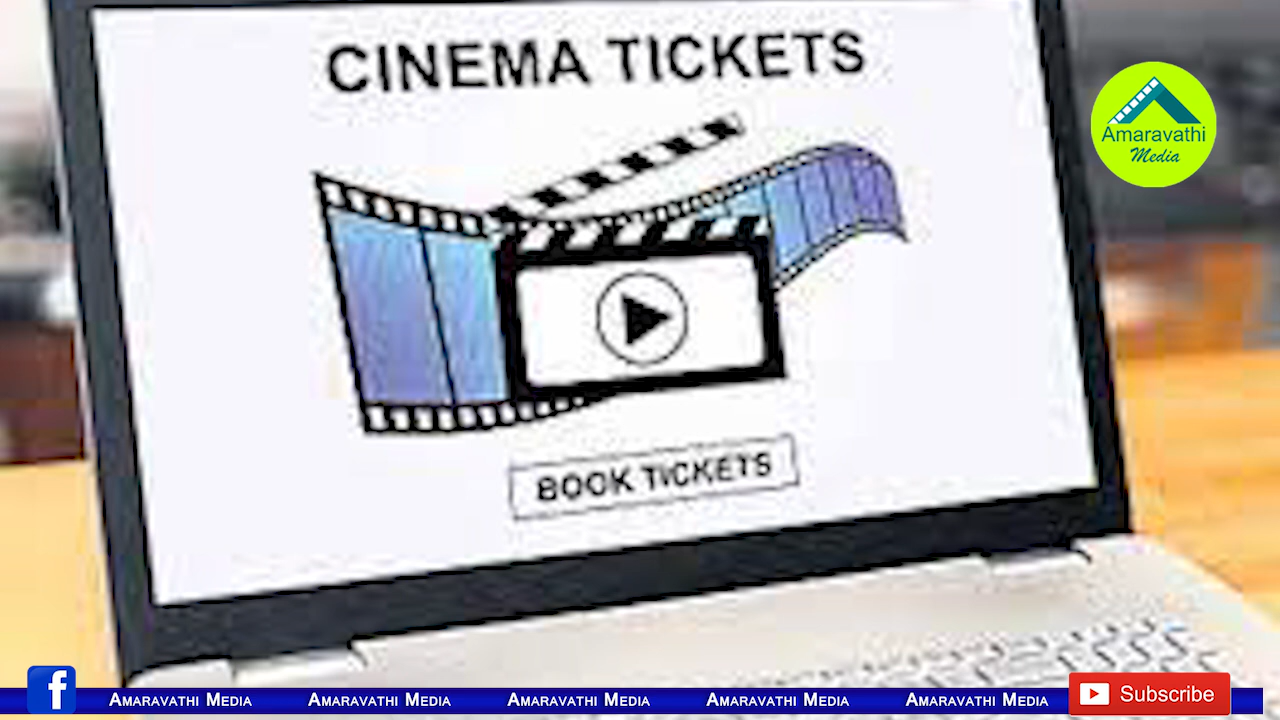 CINEMA TICKETS
Amaravathi
Media
BOOK TICKETS
f
Amaravathi Media Amaravathi Media Amaravathi Media Amaravathi Media Amaravathi Media
Subscribe